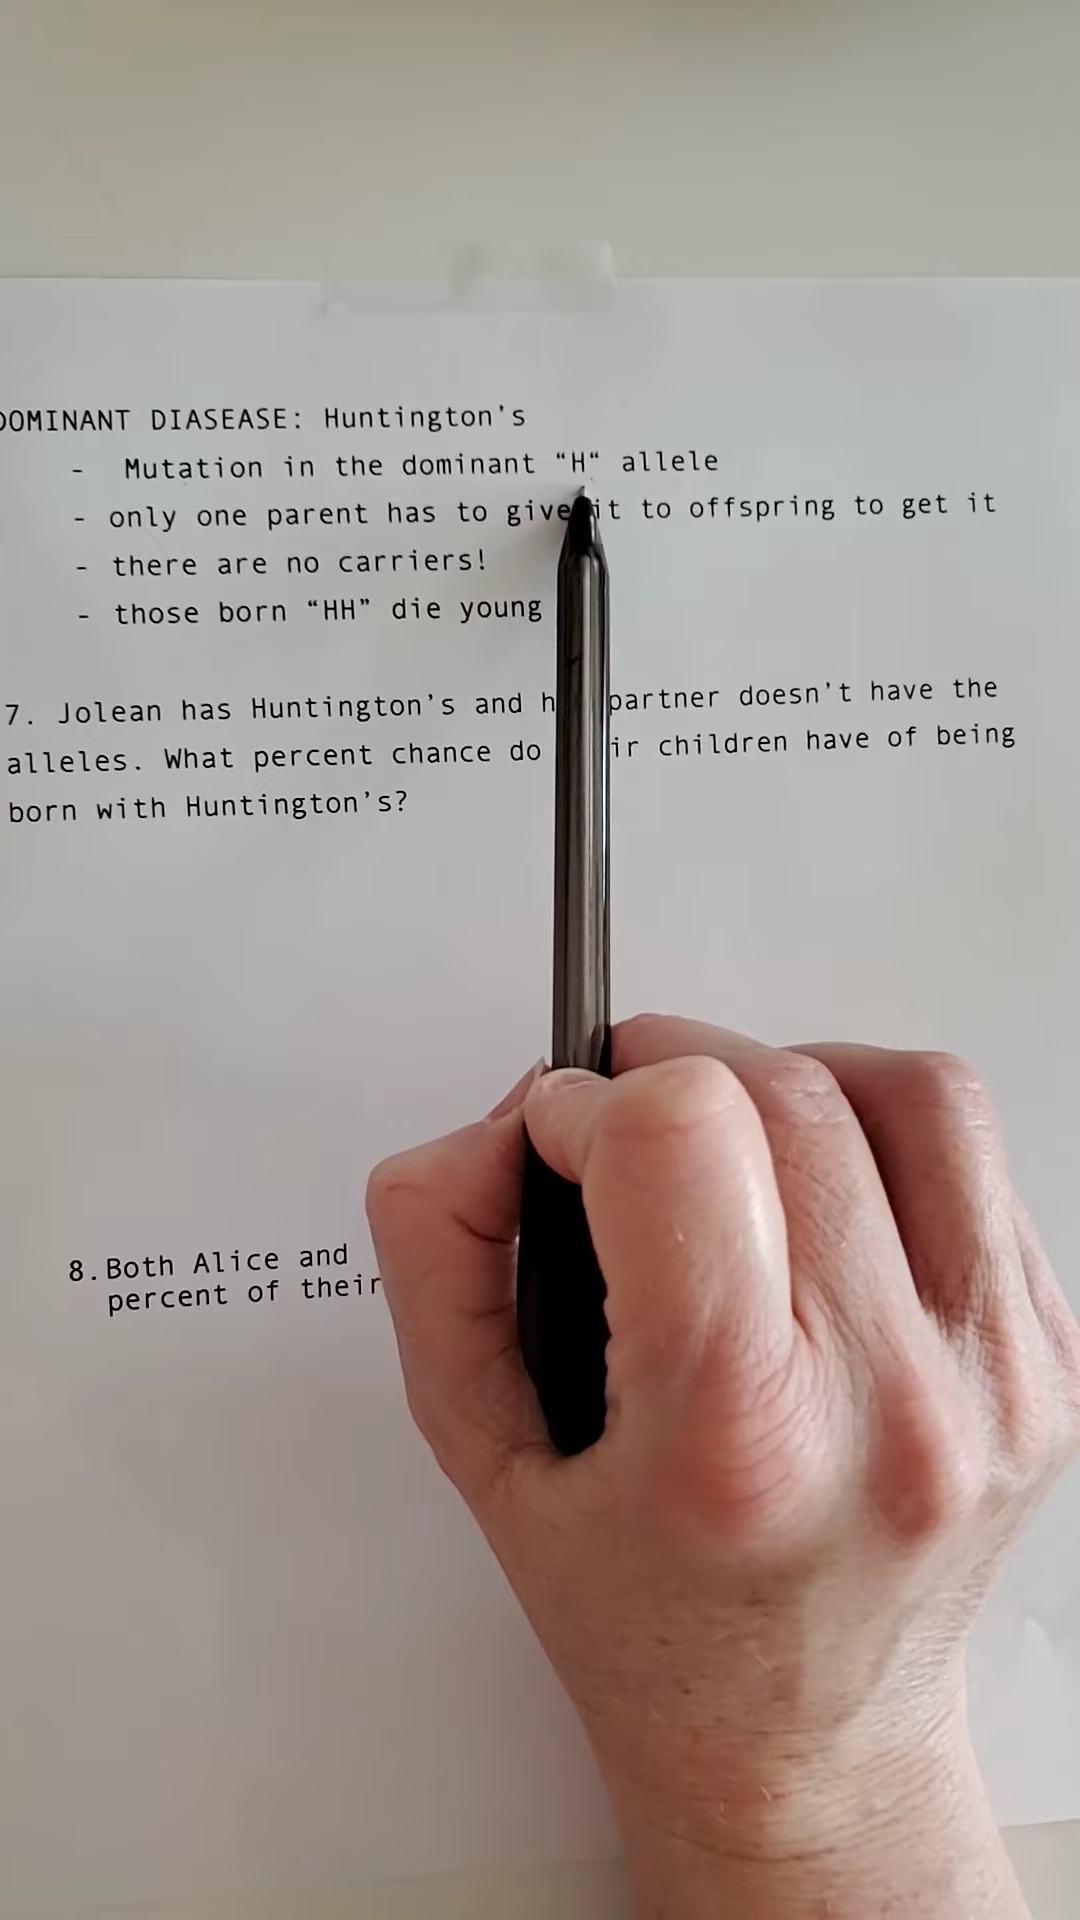 DOMINANT DIASEASE: Huntington's
- Mutation in the dominant “H“ allele
- only one parent has to give it to offspring to get it
- there are no carriers!
- those born “HH” die young
7. Jolean has Huntington's and partner doesn't have the
alleles. What percent chance do children have of being
born with Huntington's?
8. Both Alice and
percent of their